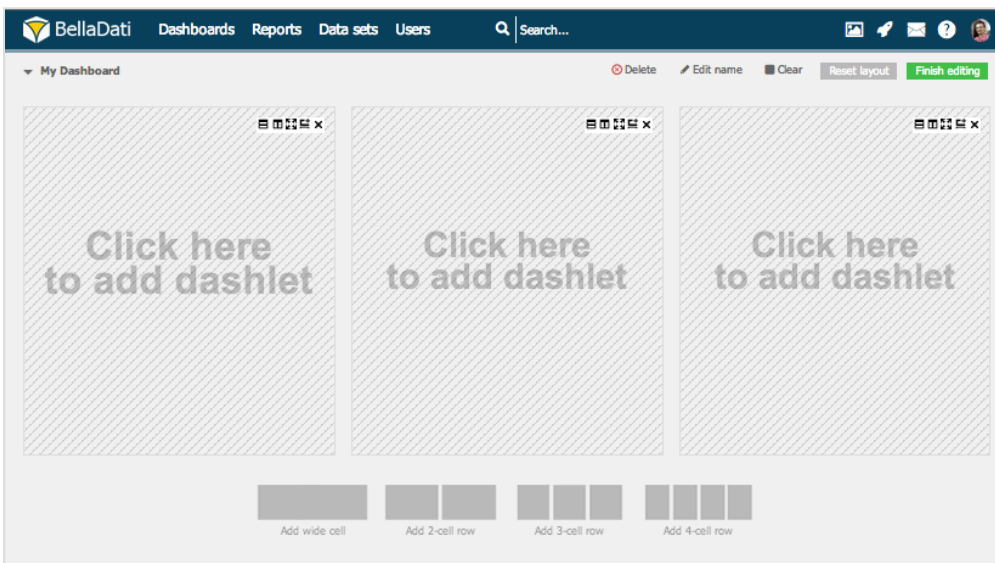 BellaDati Dashboards Reports Data sets Users Search...
My Dashboard Delete Edit name Clear Reset layout Finish editing
Click here
to add dashlet
Click here
to add dashlet
Click here
to add dashlet
Add wide cell Add 2-cell row Add 3-cell row Add 4-cell row